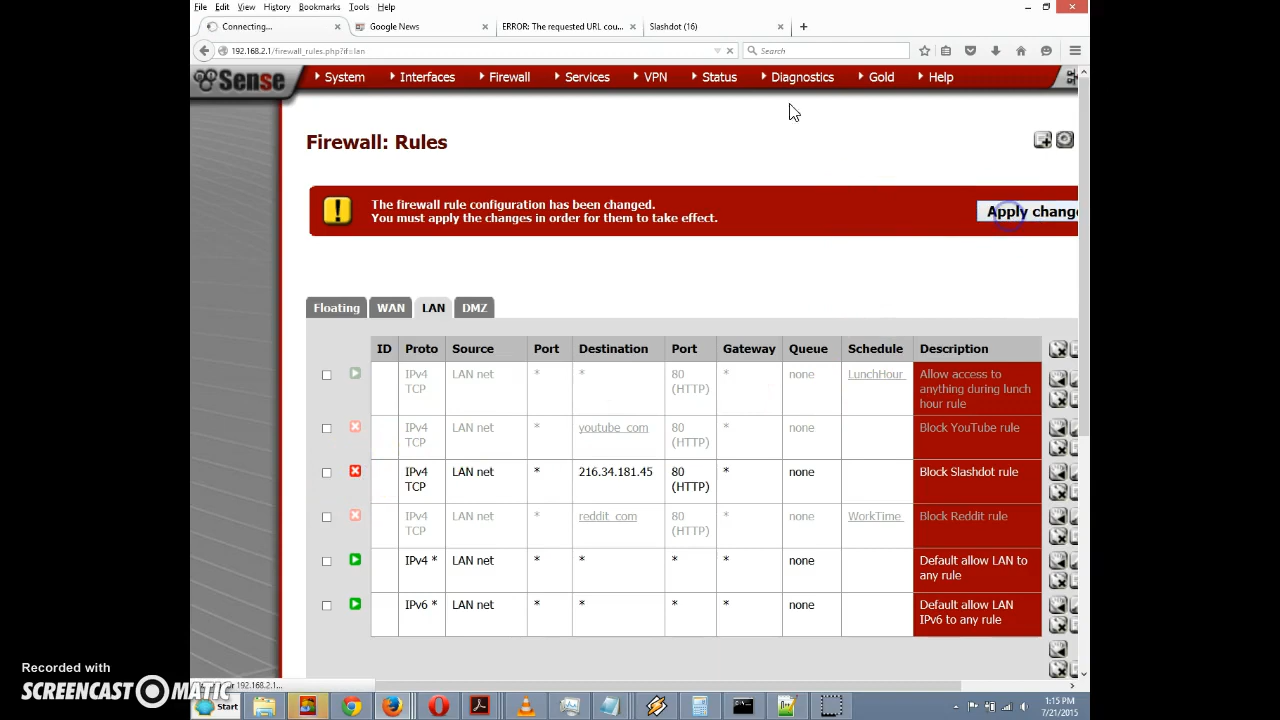 File Edit View History Bookmarks Tools Help
Connecting... Google News ERROR: The requested URL cou... Slashdot (16)
192.168.2.1/firewall_rules.php?if=lan Search
Sense System Interfaces Firewall Services VPN Status Diagnostics Gold Help
Firewall: Rules
The firewall rule configuration has been changed.
You must apply the changes in order for them to take effect.
Apply change
Floating WAN LAN DMZ
ID Proto Source Port Destination Port Gateway Queue Schedule Description
IPv4 TCP LAN net * * 80 (HTTP) * none LunchHour Allow access to anything during lunch hour rule
IPv4 TCP LAN net * youtube_com 80 (HTTP) * none Block YouTube rule
IPv4 TCP LAN net * 216.34.181.45 80 (HTTP) * none Block Slashdot rule
IPv4 TCP LAN net * reddit_com 80 (HTTP) * none WorkTime Block Reddit rule
IPv4 * LAN net * * * * none Default allow LAN to any rule
IPv6 * LAN net * * * * none Default allow LAN IPv6 to any rule
Recorded with
SCREENCAST MATIC
for 192.168.2.1...
Start
1:15 PM
7/21/2015